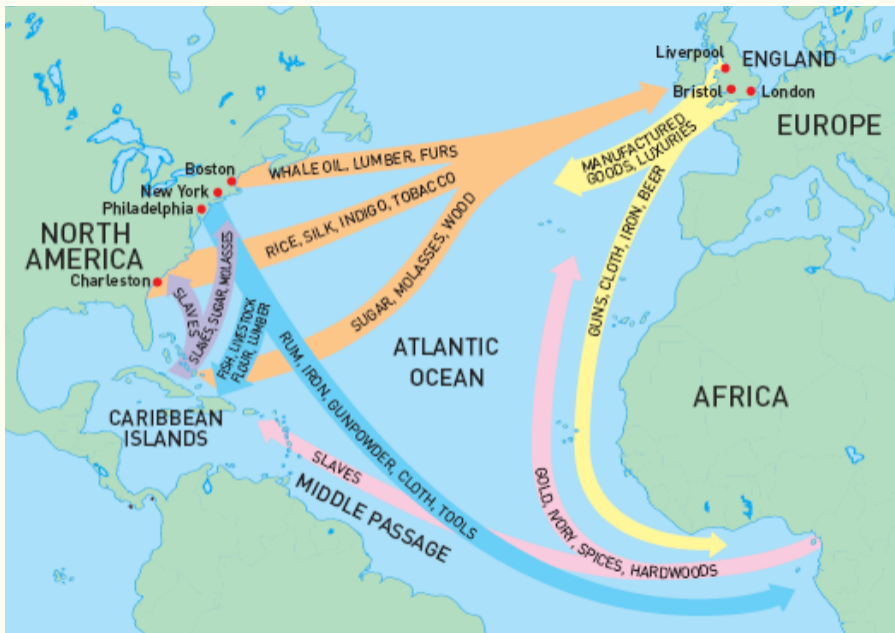 Liverpool
ENGLAND
Bristol
London
EUROPE
MANUFACTURED
GOODS, LUXURIES
Boston
WHALE OIL, LUMBER, FURS
New York
Philadelphia
RICE, SILK, INDIGO, TOBACCO
NORTH
AMERICA
Charleston
SLAVES
SLAVES, SUGAR, MOLASSES
SUGAR, MOLASSES, WOOD
GUNS, CLOTH, IRON, BEER
FISH, LIVESTOCK
FLOUR, LUMBER
RUM, IRON, GUNPOWDER, CLOTH, TOOLS
ATLANTIC
OCEAN
AFRICA
CARIBBEAN
ISLANDS
SLAVES
MIDDLE PASSAGE
GOLD, IVORY, SPICES, HARDWOODS